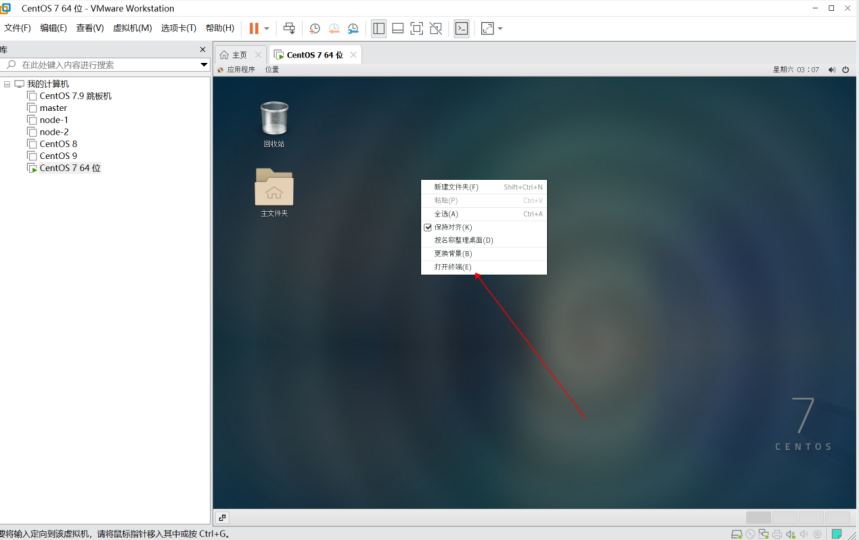 CentOS 7 64 位 - VMware Workstation
文件(F) 编辑(E) 查看(V) 虚拟机(M) 选项卡(T) 帮助(H)
库
在此处键入内容进行搜索
我的计算机
CentOS 7.9 跳板机
master
node-1
node-2
CentOS 8
CentOS 9
CentOS 7 64 位
主页
CentOS 7 64 位
应用程序 位置
星期六 03：07
回收站
主文件夹
新建文件夹(F) Shift+Ctrl+N
粘贴(P) Ctrl+V
全选(A) Ctrl+A
保持对齐(K)
按名称整理桌面(D)
更换背景(B)
打开终端(E)
7
CENTOS
要将输入定向到该虚拟机，请将鼠标指针移入其中或按 Ctrl+G。